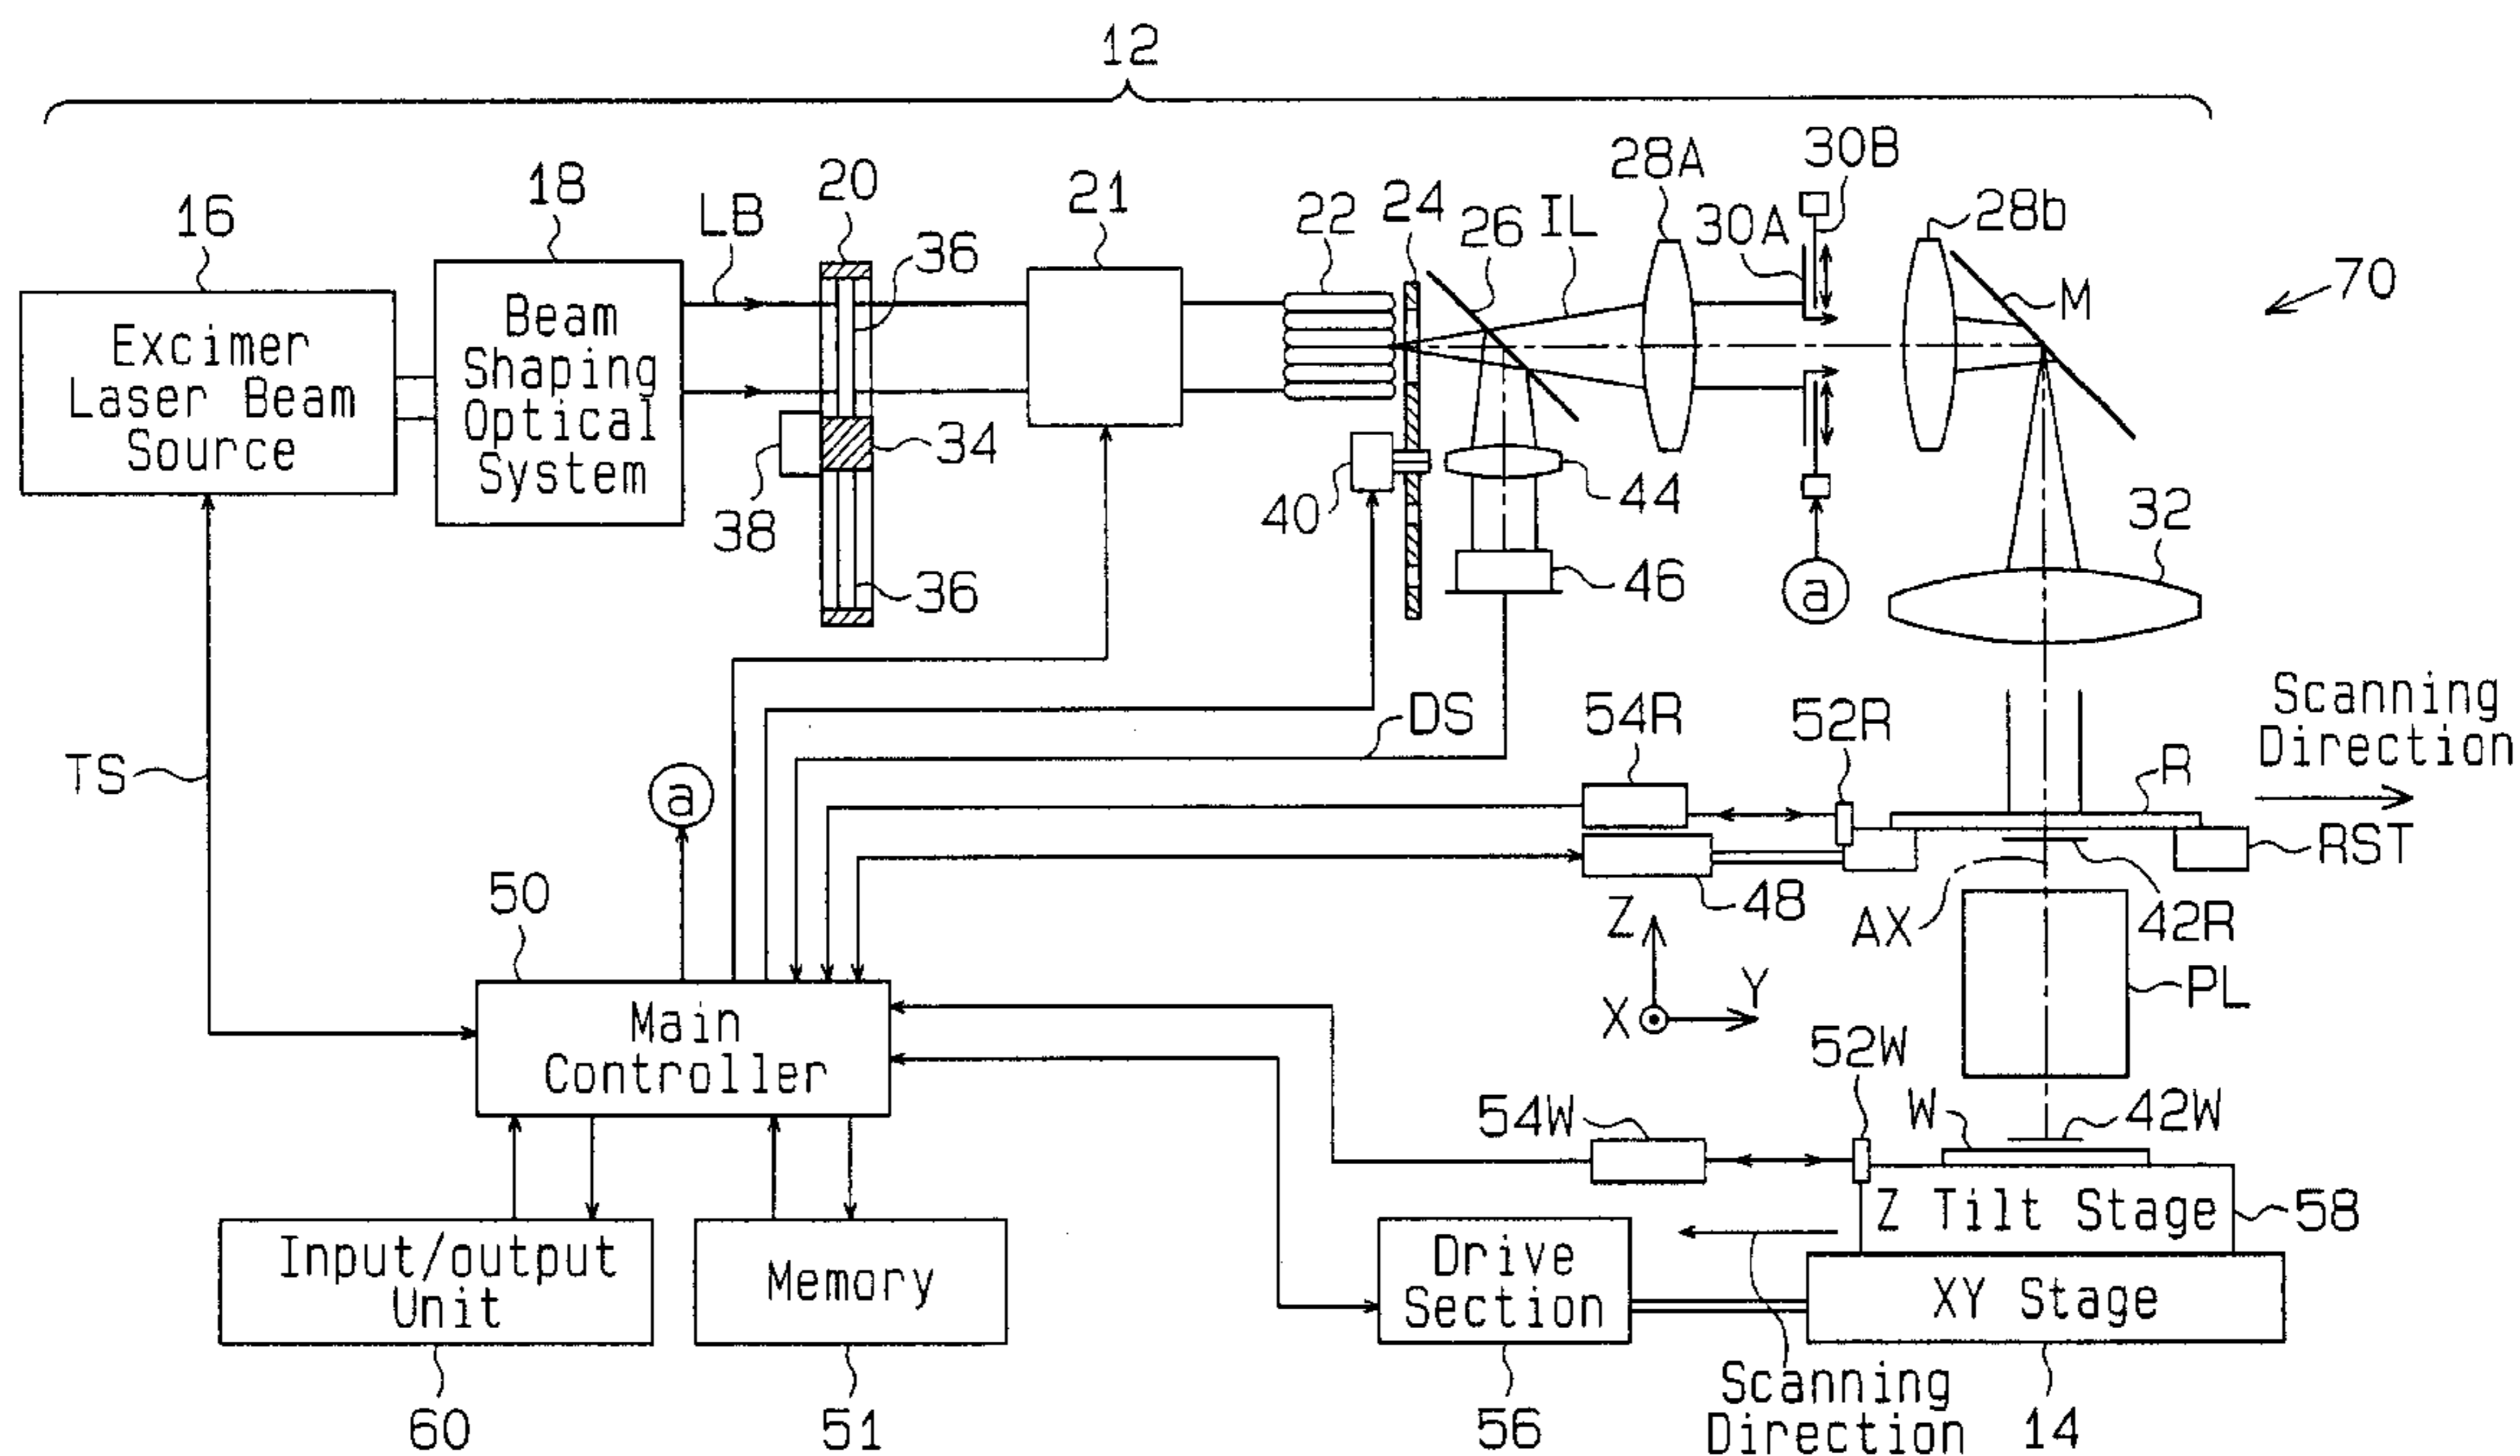 12
16
18
LB
20
36
21
22
24
26
IL
28A
30A
30B
28b
M
70
Excimer
Laser Beam
Source
Beam
Shaping
Optical
System
38
34
36
40
44
46
a
32
TS
a
DS
54R
52R
R
Scanning
Direction
RST
48
AX
42R
Z
Y
X
PL
50
Main
Controller
52W
54W
W
42W
Z Tilt Stage
58
Input/output
Unit
Memory
Drive
Section
XY Stage
60
51
56
Scanning
Direction
14